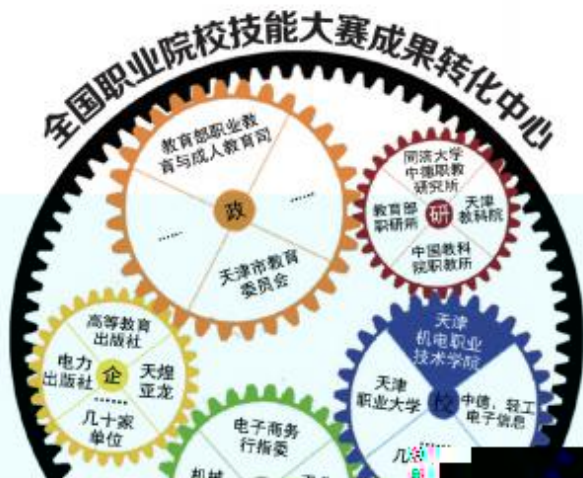 全国职业院校技能大赛成果转化中心
教育部职业教
育与成人教育司
政
……
……
天津市教育
委员会
同济大学
中德职教
研究所
教育部
职研所
研
天津
教科院
中国教科
院职教所
高等教育
出版社
电力
出版社
企
天煌
亚龙
……
几十家
单位
天津
机电职业
技术学院
天津
职业大学
校
中德，轻工
电子信息
……
电子商务
行指委
机械